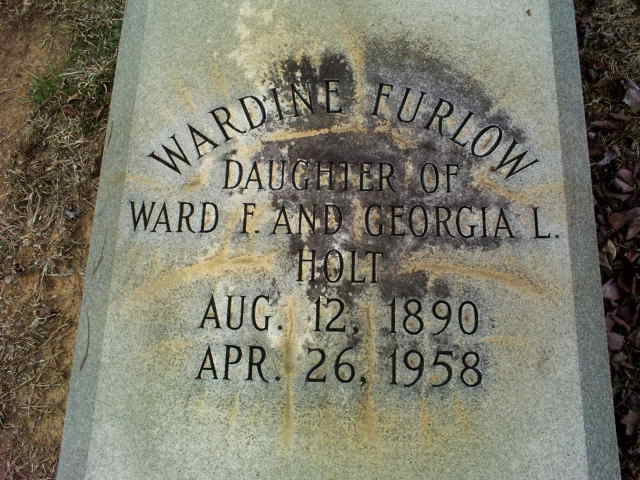 WARDINE FURLOW
DAUGHTER OF
WARD F. AND GEORGIA L.
HOLT
AUG. 12, 1890
APR. 26, 1958